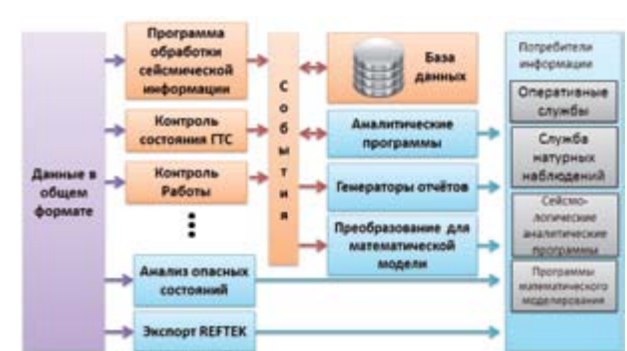 Данные в
общем
формате
Программа
обработки
сейсмической
информации
Контроль
состояния ГТС
Контроль
Работы
Анализ опасных
состояний
Экспорт REFTEK
С
о
б
ы
т
и
я
База
данных
Аналитические
программы
Генераторы отчётов
Преобразование для
математической
модели
Потребители
информации
Оперативные
службы
Служба
натурных
наблюдений
Сейсмо-
логические
аналитические
программы
Программы
математического
моделирования